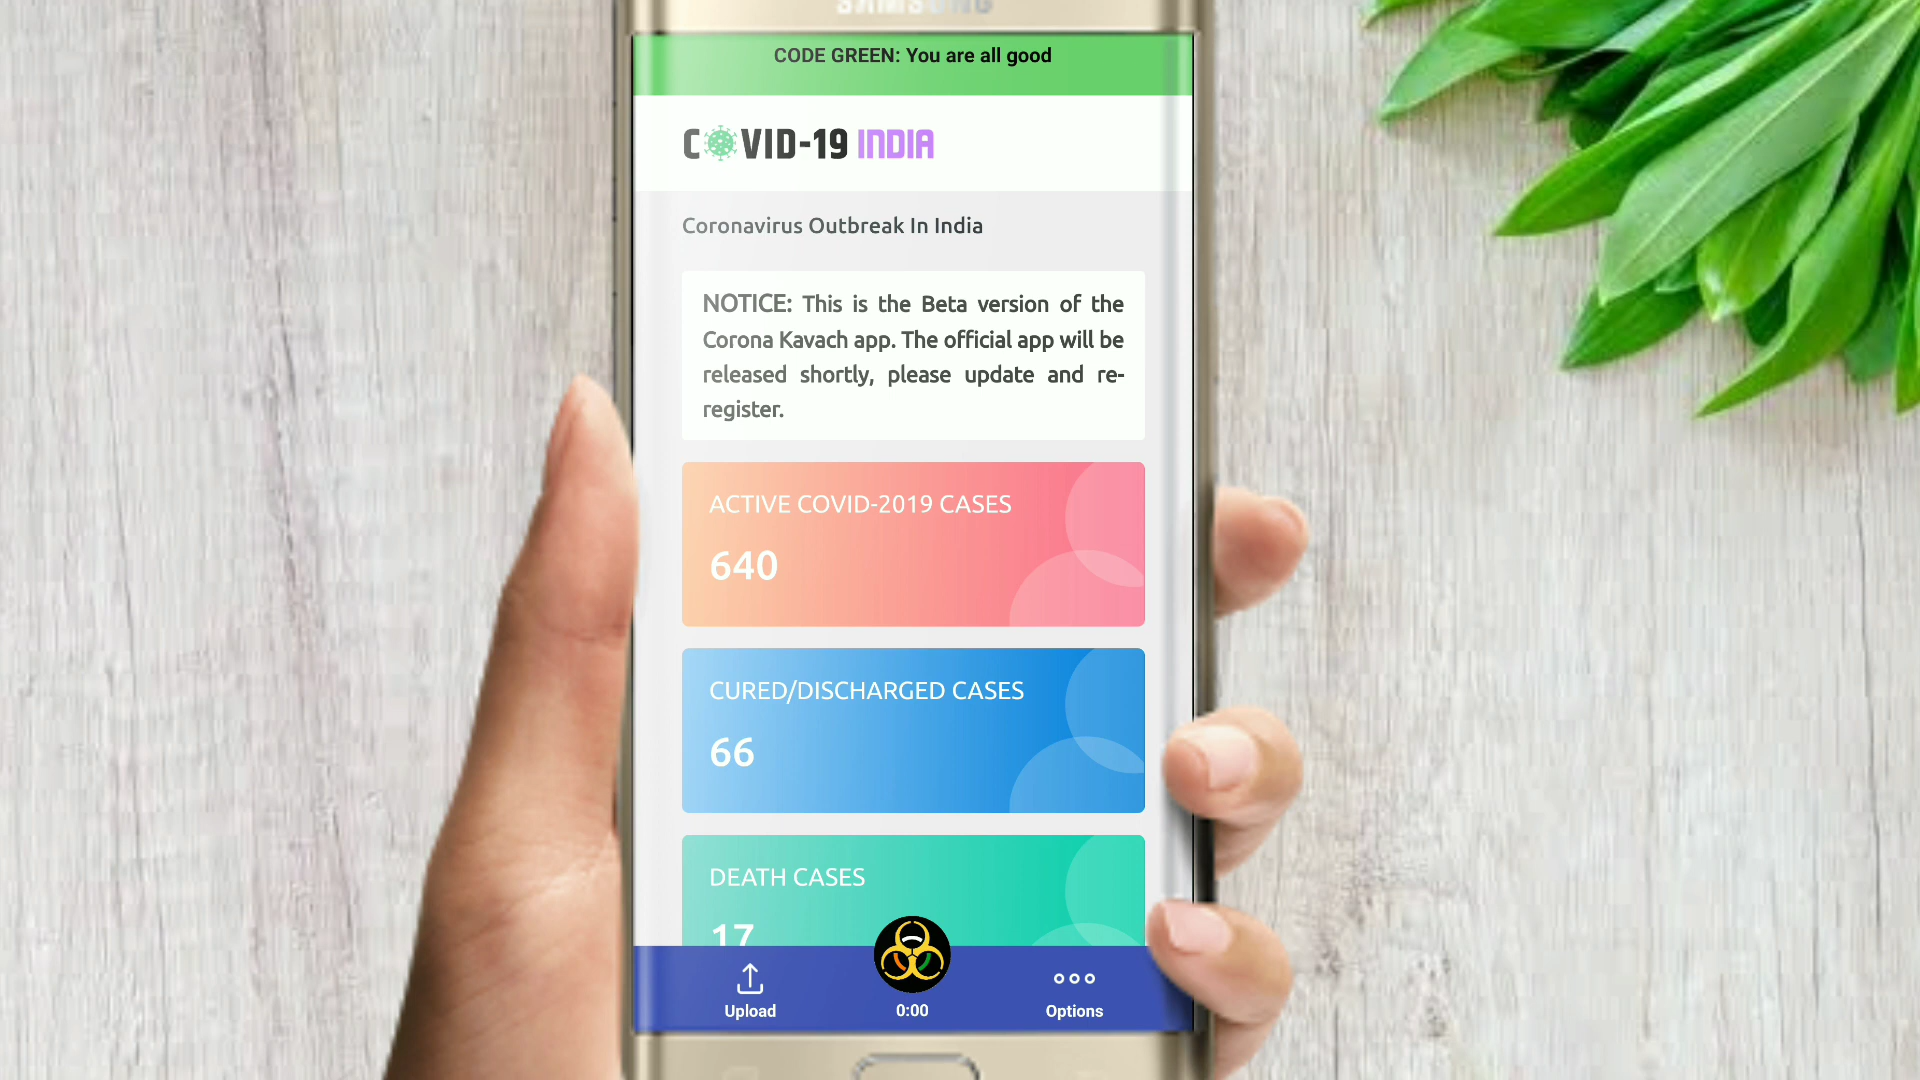 SAMSUNG
CODE GREEN: You are all good
COVID-19 INDIA
Coronavirus Outbreak In India
NOTICE: This is the Beta version of the
Corona Kavach app. The official app will be
released shortly, please update and re-
register.
ACTIVE COVID-2019 CASES
640
CURED/DISCHARGED CASES
66
DEATH CASES
17
Upload
0:00
Options